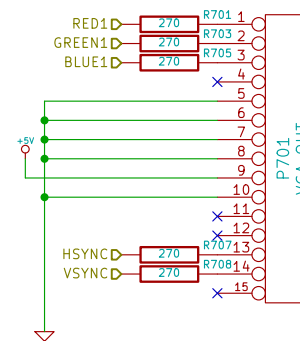 RED1 270 R701 1
GREEN1 270 R703 2
BLUE1 270 R705 3
4
5
6
7
+5V 8
9
10
11
12
HSYNC 270 R707 13
VSYNC 270 R708 14
15
P701